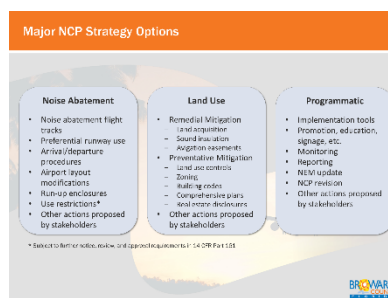 Major NCP Strategy Options
Noise Abatement
• Noise abatement flight
tracks
• Preferential runway use
• Arrival/departure
procedures
• Airport layout
modifications
• Run-up enclosures
• Use restrictions*
• Other actions proposed
by stakeholders
Land Use
• Remedial Mitigation
– Land acquisition
– Sound insulation
– Avigation easements
• Preventative Mitigation
– Land use controls
– Zoning
– Building codes
– Comprehensive plans
– Real estate disclosures
• Other actions proposed
by stakeholders
Programmatic
• Implementation tools
• Promotion, education,
signage, etc.
• Monitoring
• Reporting
• NEM update
• NCP revision
• Other actions proposed
by stakeholders
* Subject to further notice, review, and approval requirements in 14 CFR Part 161